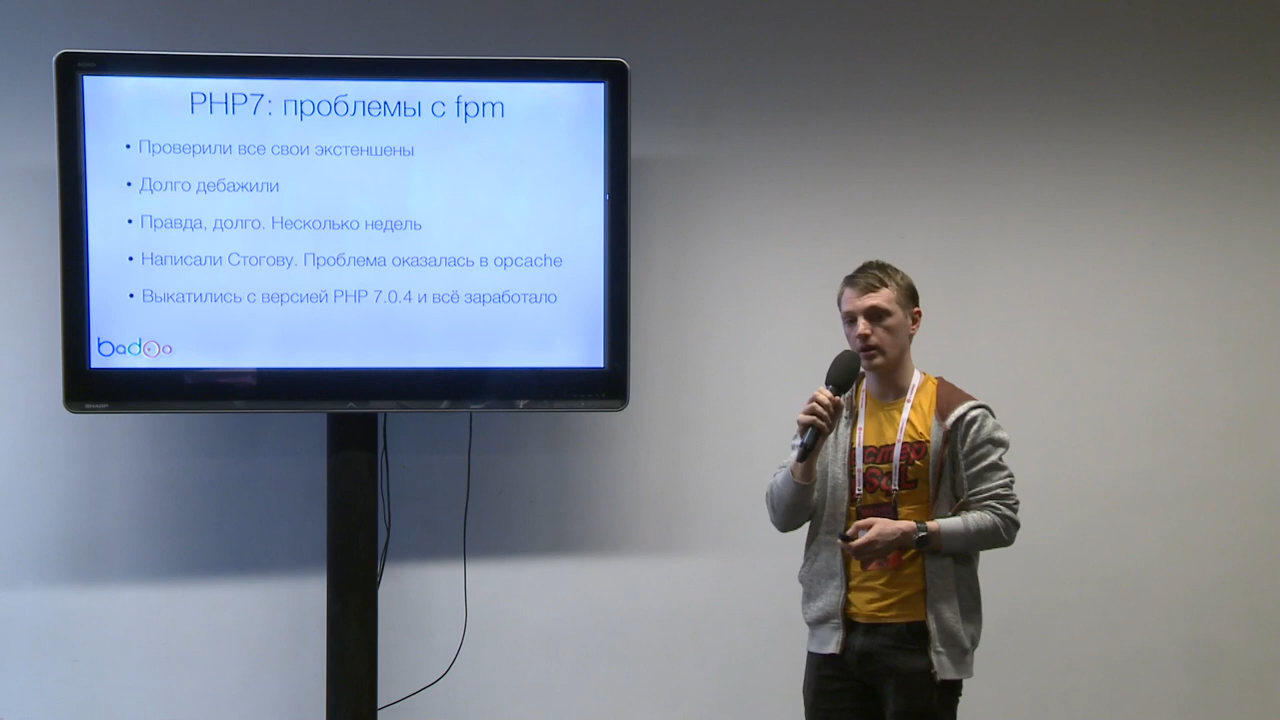 PHP7: проблемы с fpm
• Проверили все свои экстеншены
• Долго дебажили
• Правда, долго. Несколько недель
• Написали Стогову. Проблема оказалась в opcache
• Выкатились с версией PHP 7.0.4 и всё заработало
badoo
SHARP